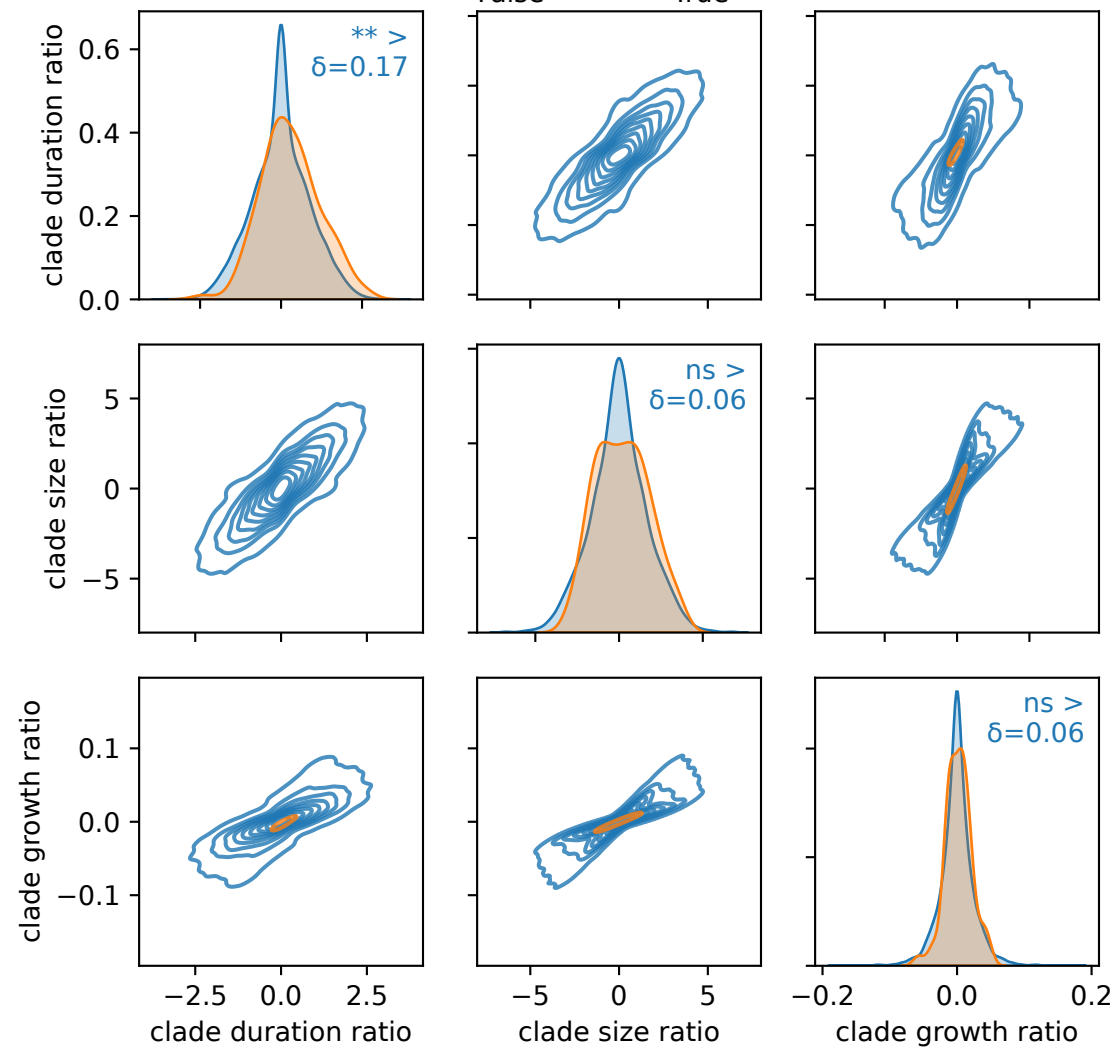 clade duration ratio
0.6
0.4
0.2
0.0
** >
δ=0.17
clade size ratio
5
0
−5
ns >
δ=0.06
clade growth ratio
0.1
0.0
−0.1
ns >
δ=0.06
−2.5 0.0 2.5
−5 0 5
−0.2 0.0 0.2
clade duration ratio
clade size ratio
clade growth ratio